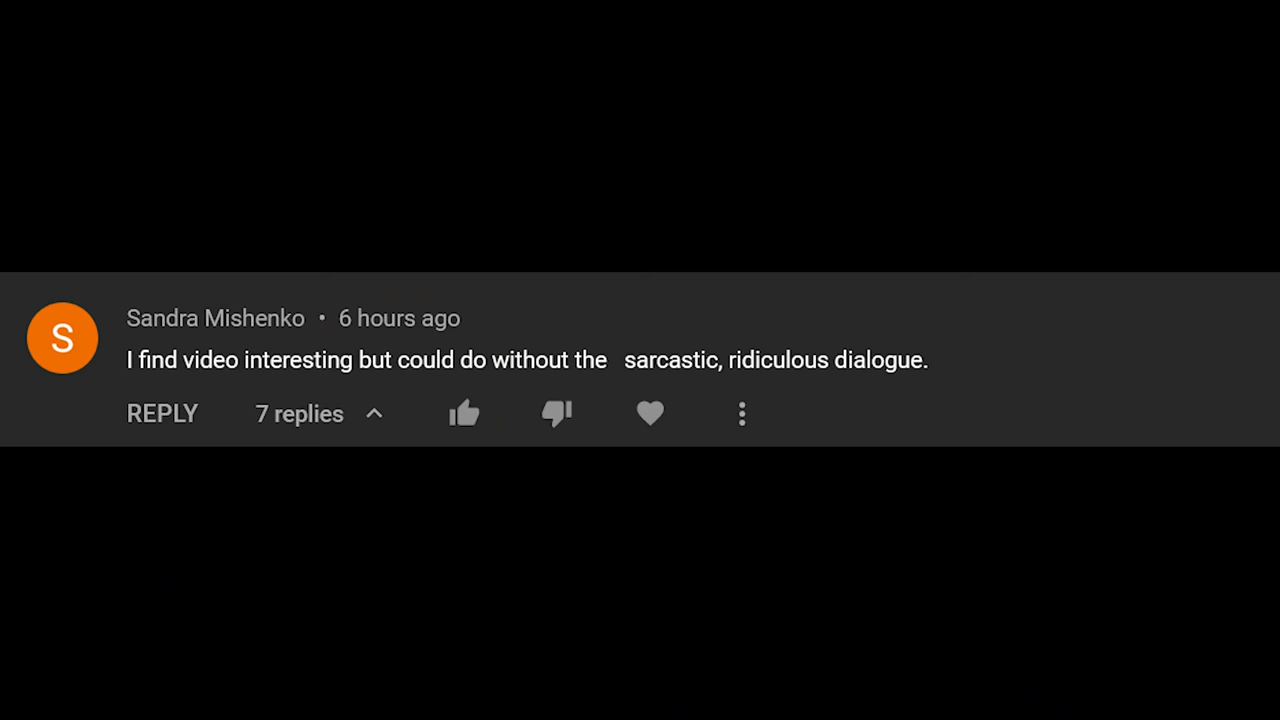 S
Sandra Mishenko • 6 hours ago
I find video interesting but could do without the   sarcastic, ridiculous dialogue.
REPLY 7 replies